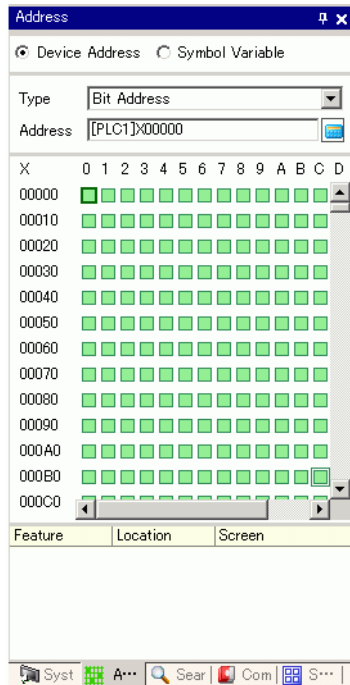 Address
Device Address Symbol Variable
Type Bit Address
Address [PLC1]X00000
X 0 1 2 3 4 5 6 7 8 9 A B C D
00000
00010
00020
00030
00040
00050
00060
00070
00080
00090
000A0
000B0
000C0
Feature Location Screen
Syst A··· Sear Com S···